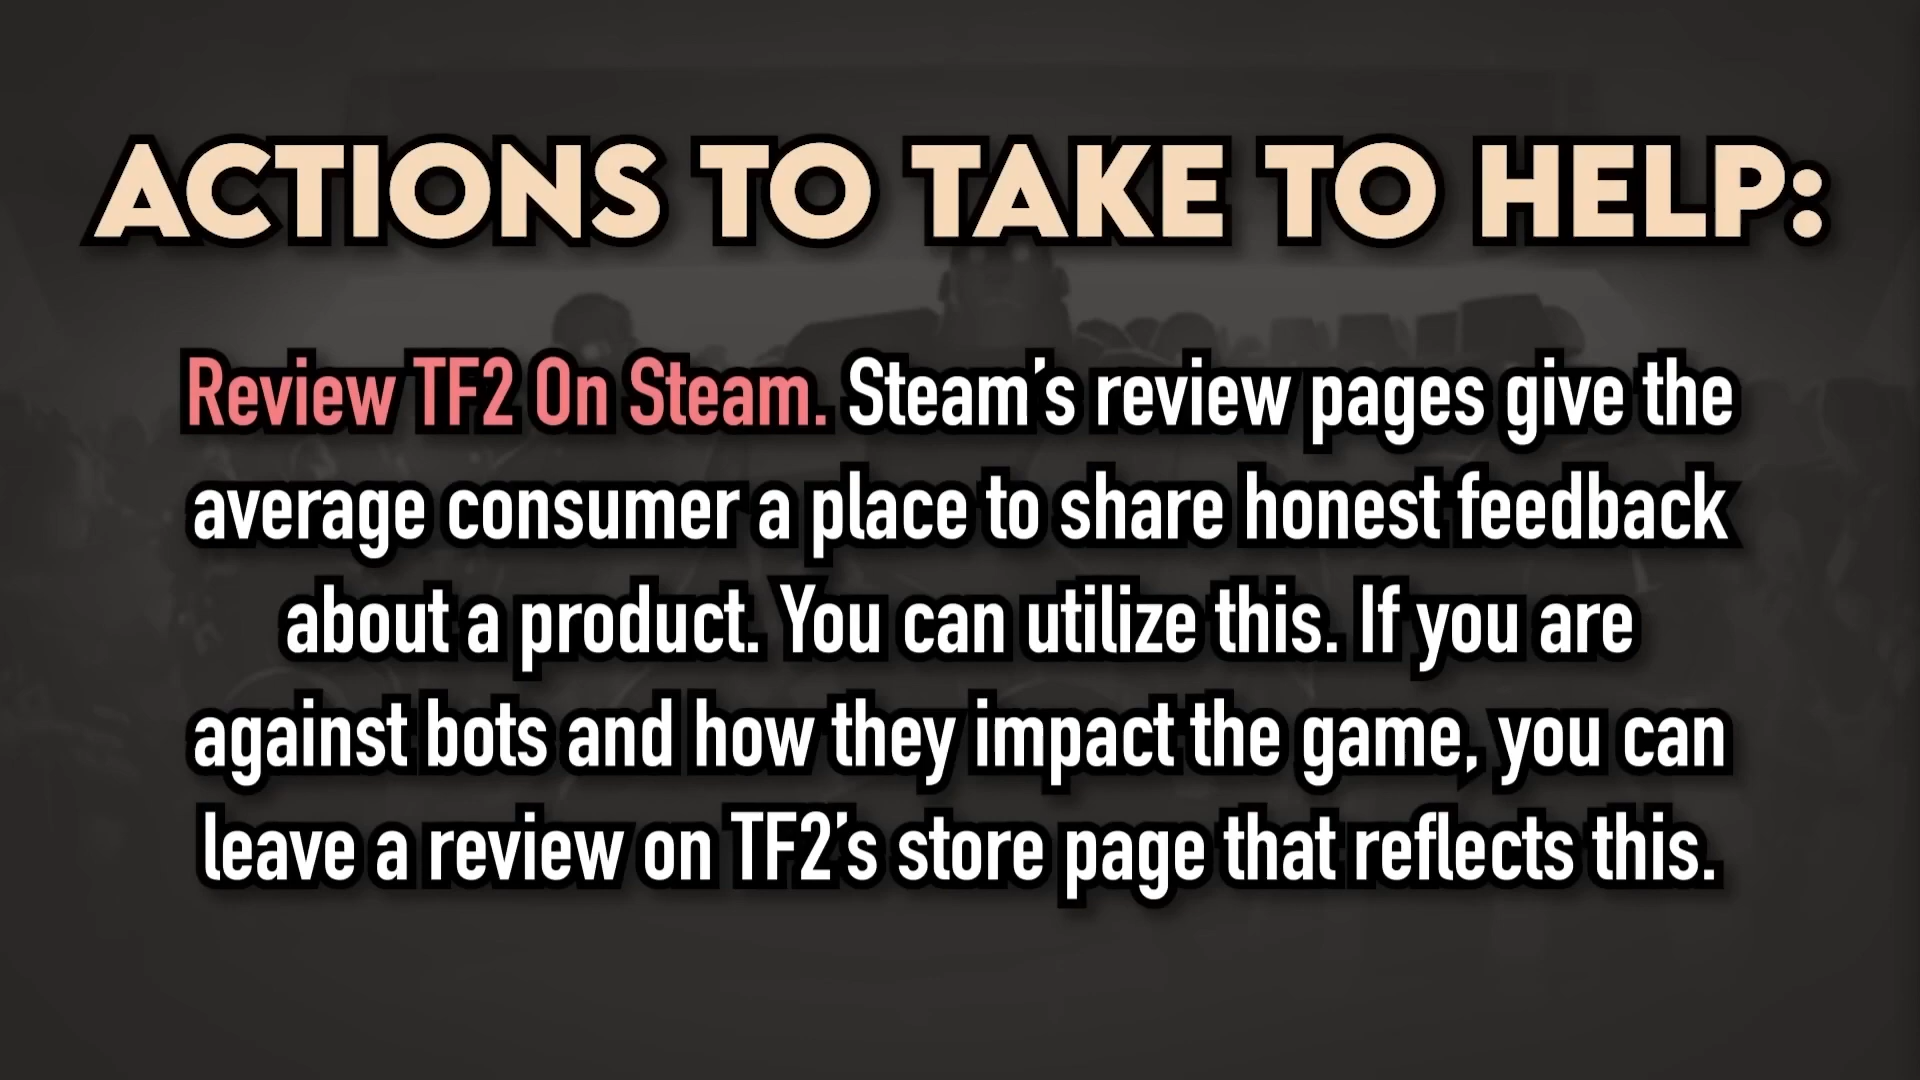 ACTIONS TO TAKE TO HELP:
Review TF2 On Steam. Steam's review pages give the
average consumer a place to share honest feedback
about a product. You can utilize this. If you are
against bots and how they impact the game, you can
leave a review on TF2's store page that reflects this.